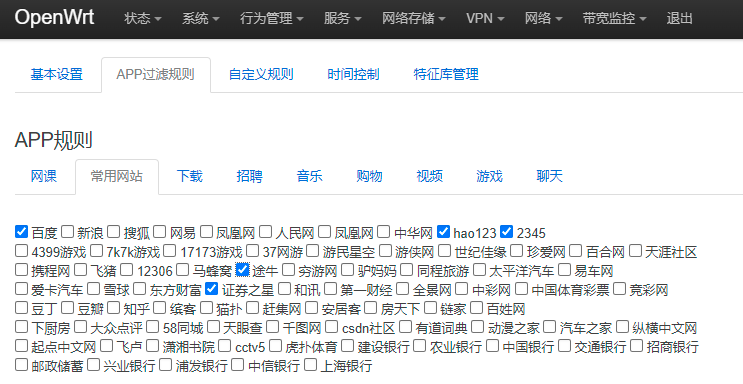 OpenWrt 状态 系统 行为管理 服务 网络存储 VPN 网络 带宽监控 退出
基本设置 APP过滤规则 自定义规则 时间控制 特征库管理
APP规则
网课 常用网站 下载 招聘 音乐 购物 视频 游戏 聊天
百度 新浪 搜狐 网易 凤凰网 人民网 凤凰网 中华网 hao123 2345
4399游戏 7k7k游戏 17173游戏 37网游 游民星空 游侠网 世纪佳缘 珍爱网 百合网 天涯社区
携程网 飞猪 12306 马蜂窝 途牛 穷游网 驴妈妈 同程旅游 太平洋汽车 易车网
爱卡汽车 雪球 东方财富 证券之星 和讯 第一财经 全景网 中彩网 中国体育彩票 竞彩网
豆丁 豆瓣 知乎 缤客 猫扑 赶集网 安居客 房天下 链家 百姓网
下厨房 大众点评 58同城 天眼查 千图网 csdn社区 有道词典 动漫之家 汽车之家 纵横中文网
起点中文网 飞卢 潇湘书院 cctv5 虎扑体育 建设银行 农业银行 中国银行 交通银行 招商银行
邮政储蓄 兴业银行 浦发银行 中信银行 上海银行